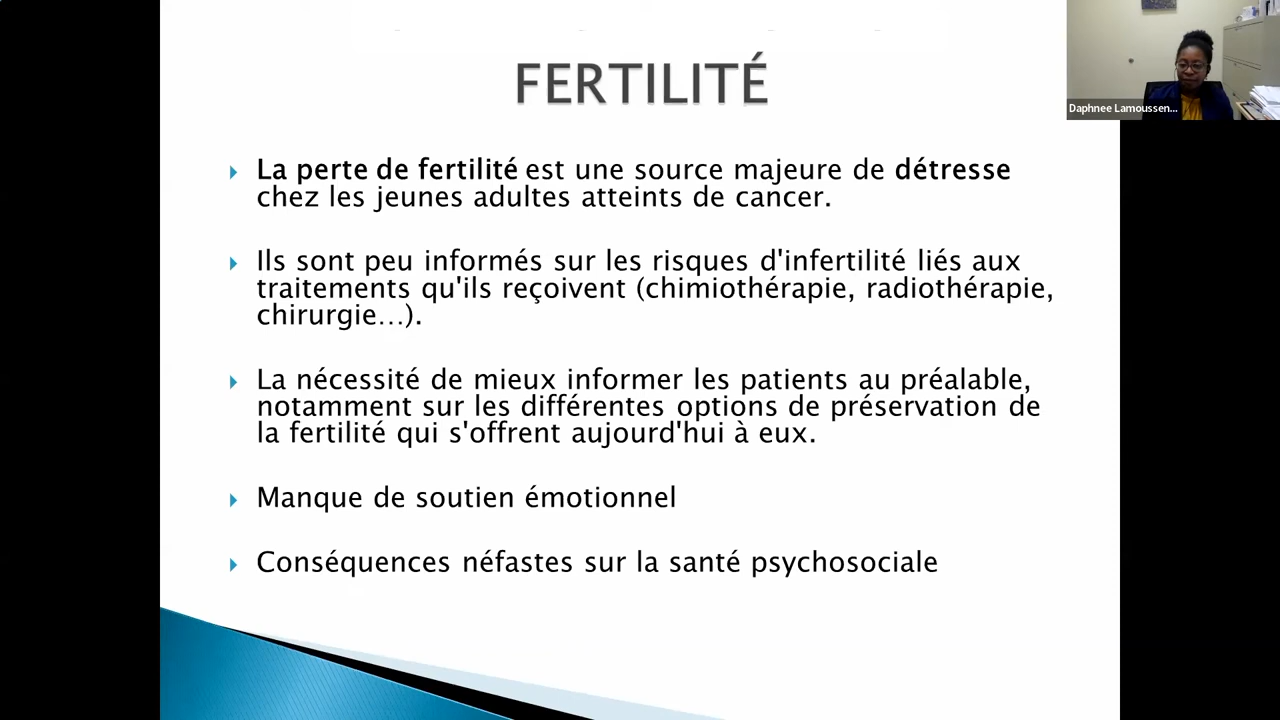 FERTILITÉ
La perte de fertilité est une source majeure de détresse
chez les jeunes adultes atteints de cancer.
Ils sont peu informés sur les risques d'infertilité liés aux
traitements qu'ils reçoivent (chimiothérapie, radiothérapie,
chirurgie...).
La nécessité de mieux informer les patients au préalable,
notamment sur les différentes options de préservation de
la fertilité qui s'offrent aujourd'hui à eux.
Manque de soutien émotionnel
Conséquences néfastes sur la santé psychosociale
Daphnee Lamoussen...